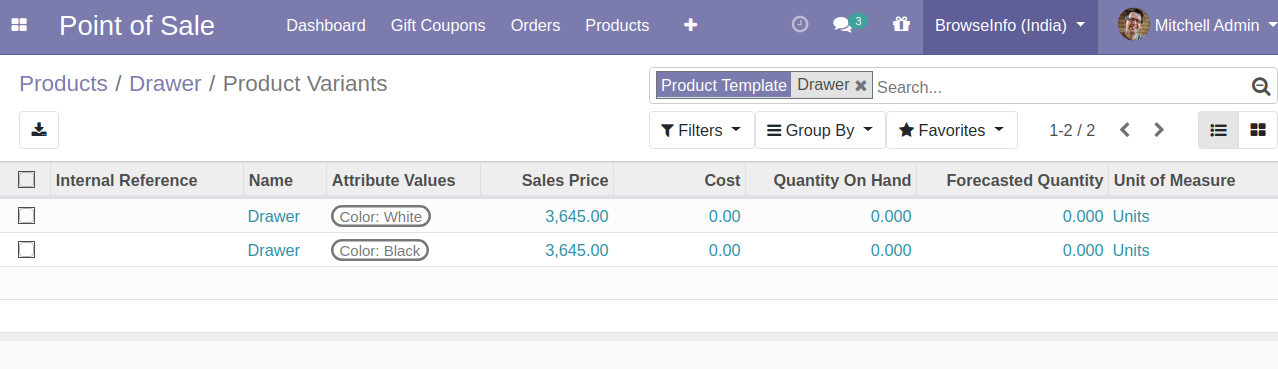 Point of Sale Dashboard Gift Coupons Orders Products 3 BrowseInfo (India) Mitchell Admin
Products / Drawer / Product Variants Product Template Drawer Search...
Filters Group By Favorites 1-2 / 2
Internal Reference Name Attribute Values Sales Price Cost Quantity On Hand Forecasted Quantity Unit of Measure
Drawer Color: White 3,645.00 0.00 0.000 0.000 Units
Drawer Color: Black 3,645.00 0.00 0.000 0.000 Units